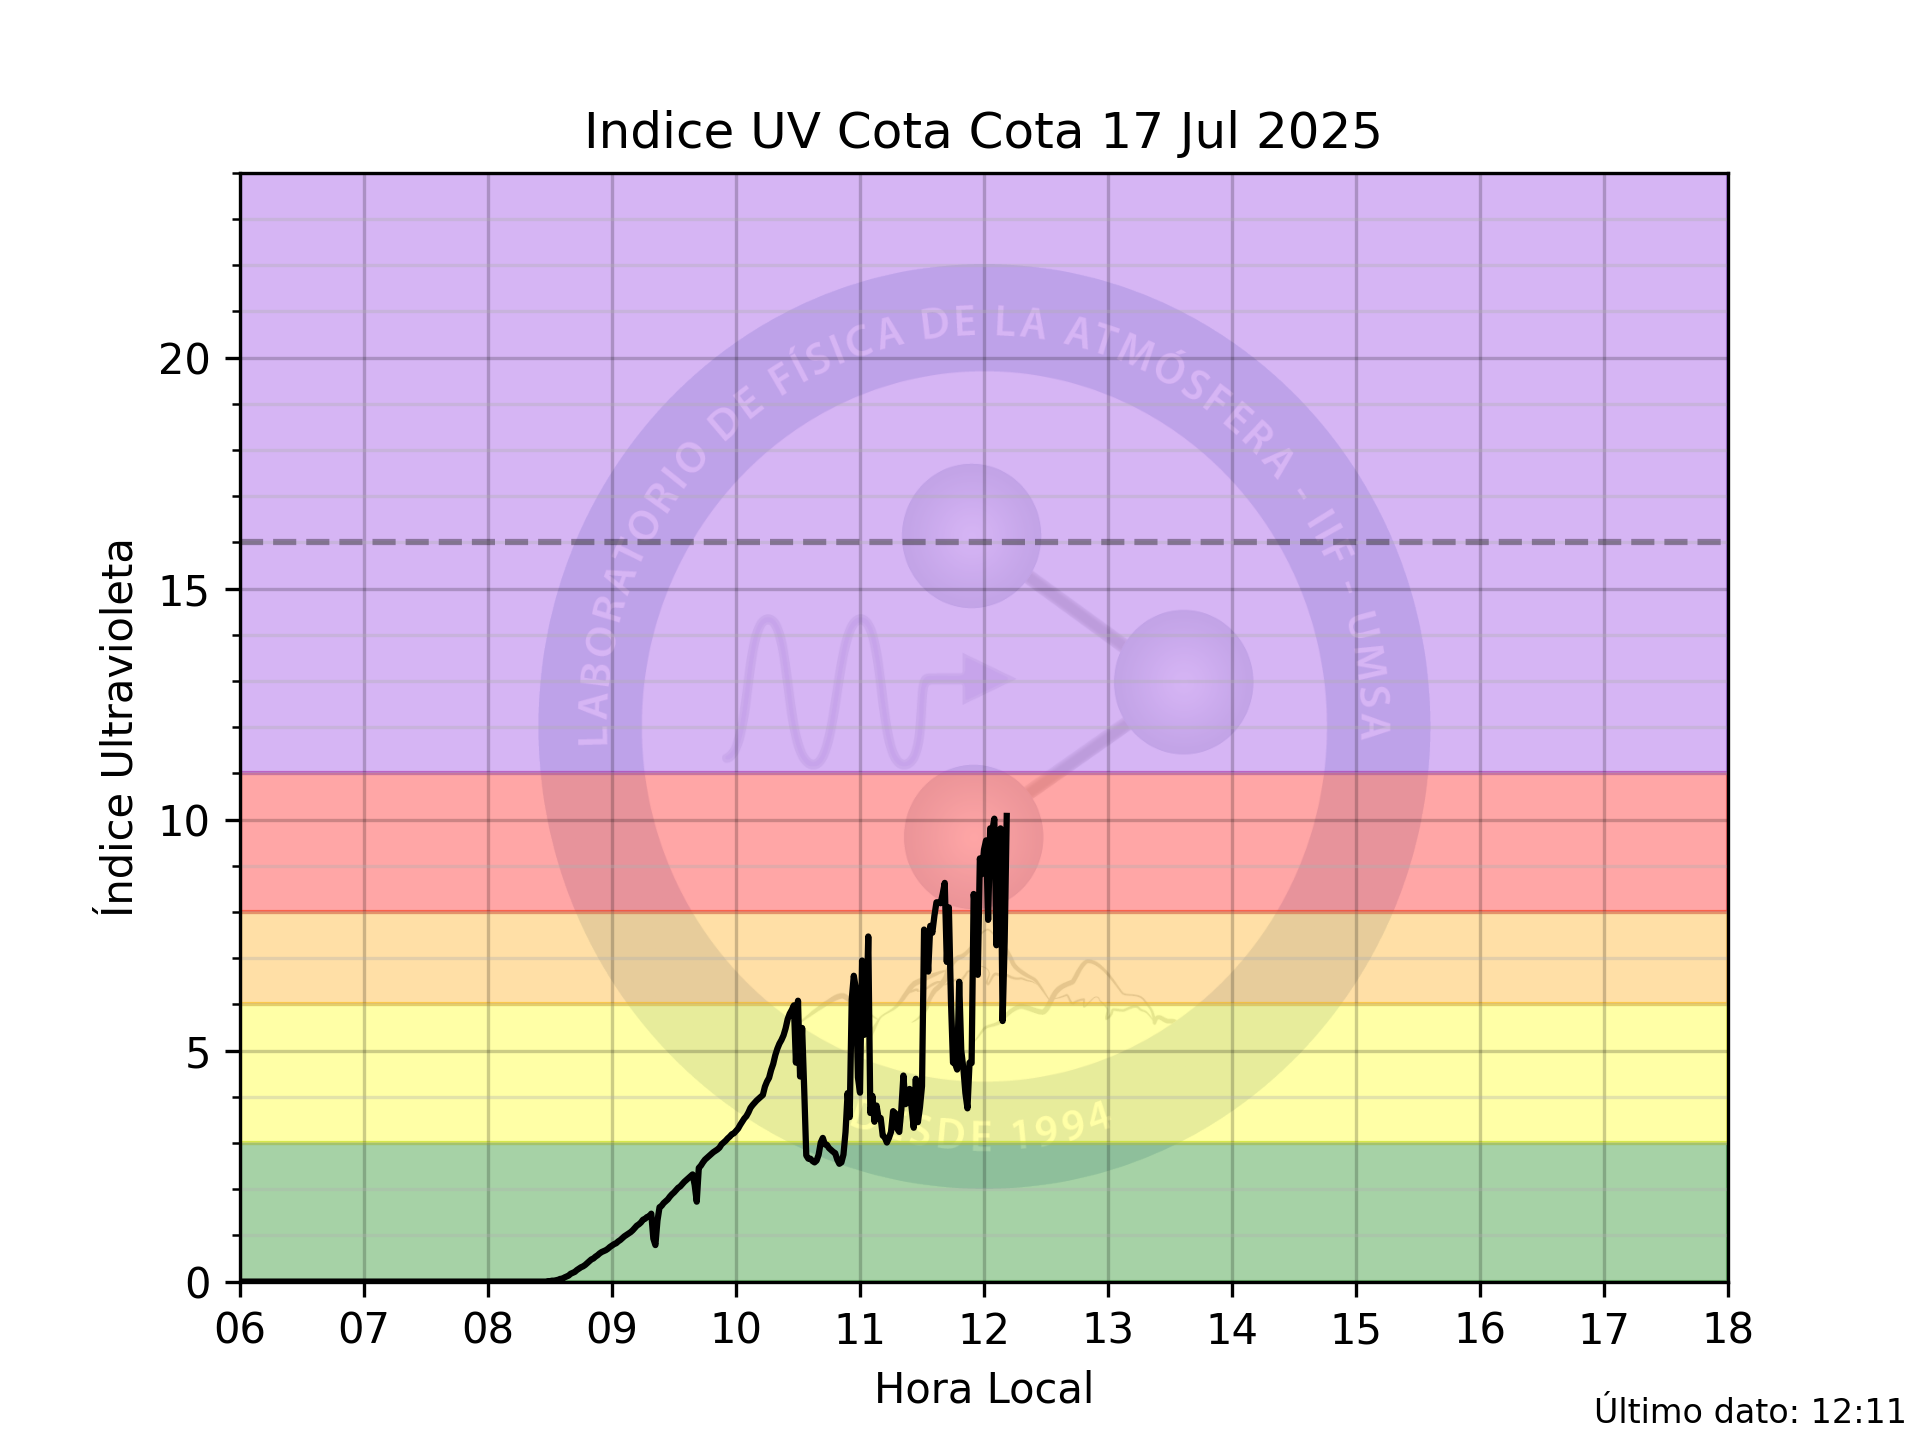 Indice UV Cota Cota 17 Jul 2025
Índice Ultravioleta
20
15
10
5
0
LABORATORIO DE FÍSICA DE LA ATMÓSFERA - IIF - UMSA
DESDE 1994
06 07 08 09 10 11 12 13 14 15 16 17 18
Hora Local
Último dato: 12:11